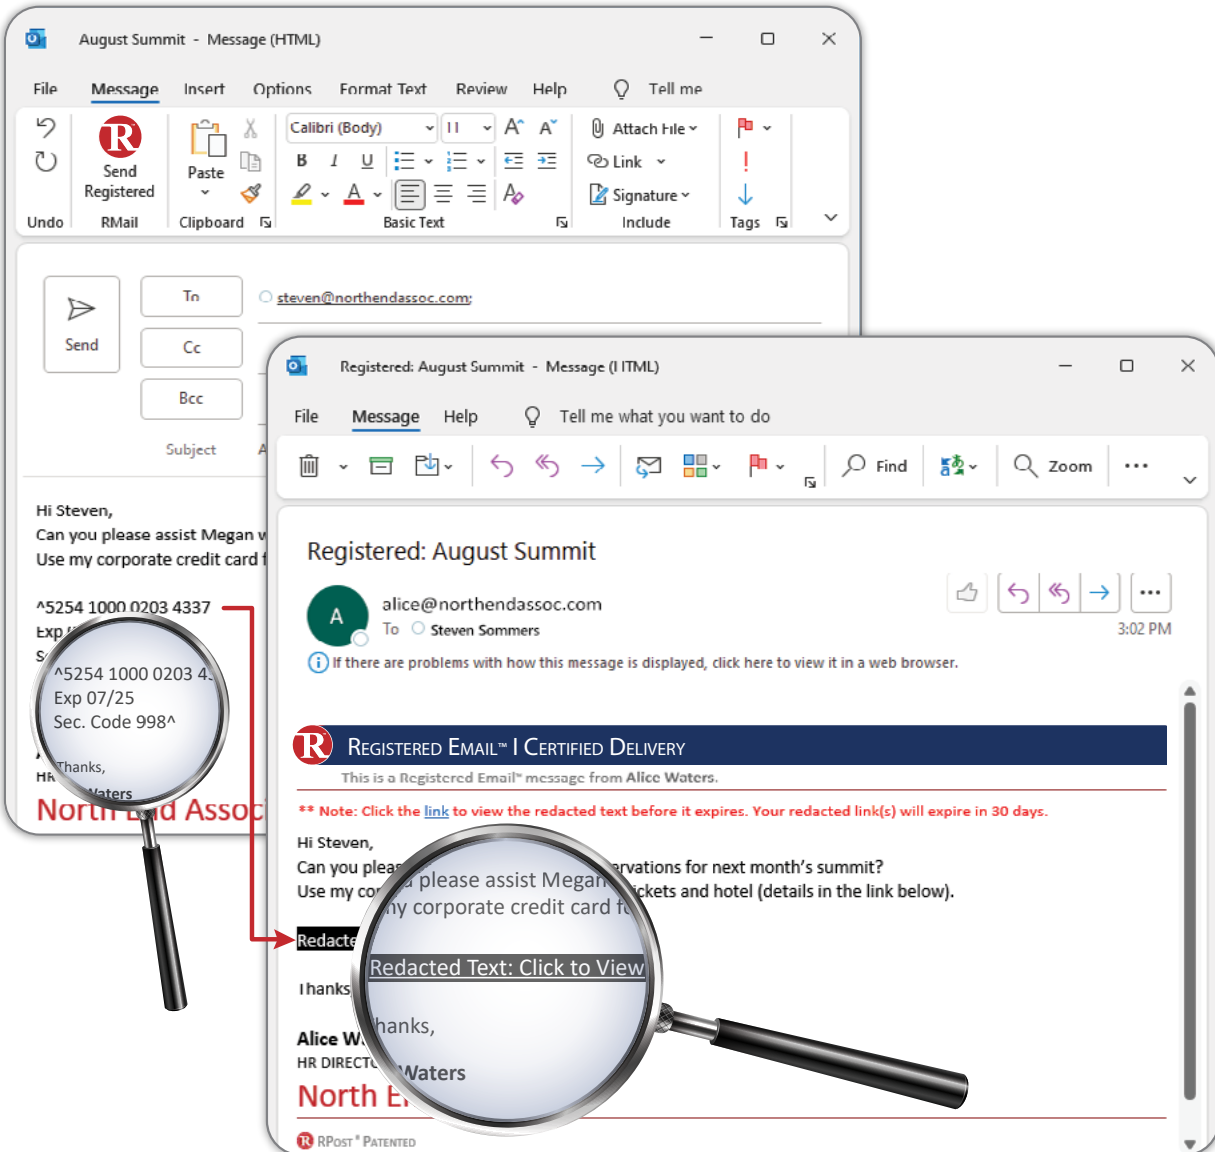 August Summit - Message (HTML)
File Message Insert Options Format Text Review Help Tell me
Calibri (Body) 11 A^ Aˇ Attach File
Send Registered Paste B I U Link
A Signature
Undo RMail Clipboard Basic Text Include Tags
To steven@northendassoc.com;
Send
Cc
Bcc
Subject A
Hi Steven,
Can you please assist Megan w
Use my corporate credit card f
^5254 1000 0203 4337
Exp
S
^5254 1000 0203 43
Exp 07/25
Sec. Code 998^
Thanks,
Waters
HR
North End Assoc
Registered: August Summit - Message (HTML)
File Message Help Tell me what you want to do
Find Zoom
Registered: August Summit
A alice@northendassoc.com
To Steven Sommers
3:02 PM
If there are problems with how this message is displayed, click here to view it in a web browser.
R REGISTERED EMAIL™ | CERTIFIED DELIVERY
This is a Registered Email™ message from Alice Waters.
** Note: Click the link to view the redacted text before it expires. Your redacted link(s) will expire in 30 days.
Hi Steven,
Can you pleas ervations for next month's summit?
Use my cor ickets and hotel (details in the link below).
please assist Megan
my corporate credit card fo
Redacte
Redacted Text: Click to View
Thanks
hanks,
Alice W
HR DIRECTO
Waters
North E
R RPOST® PATENTED